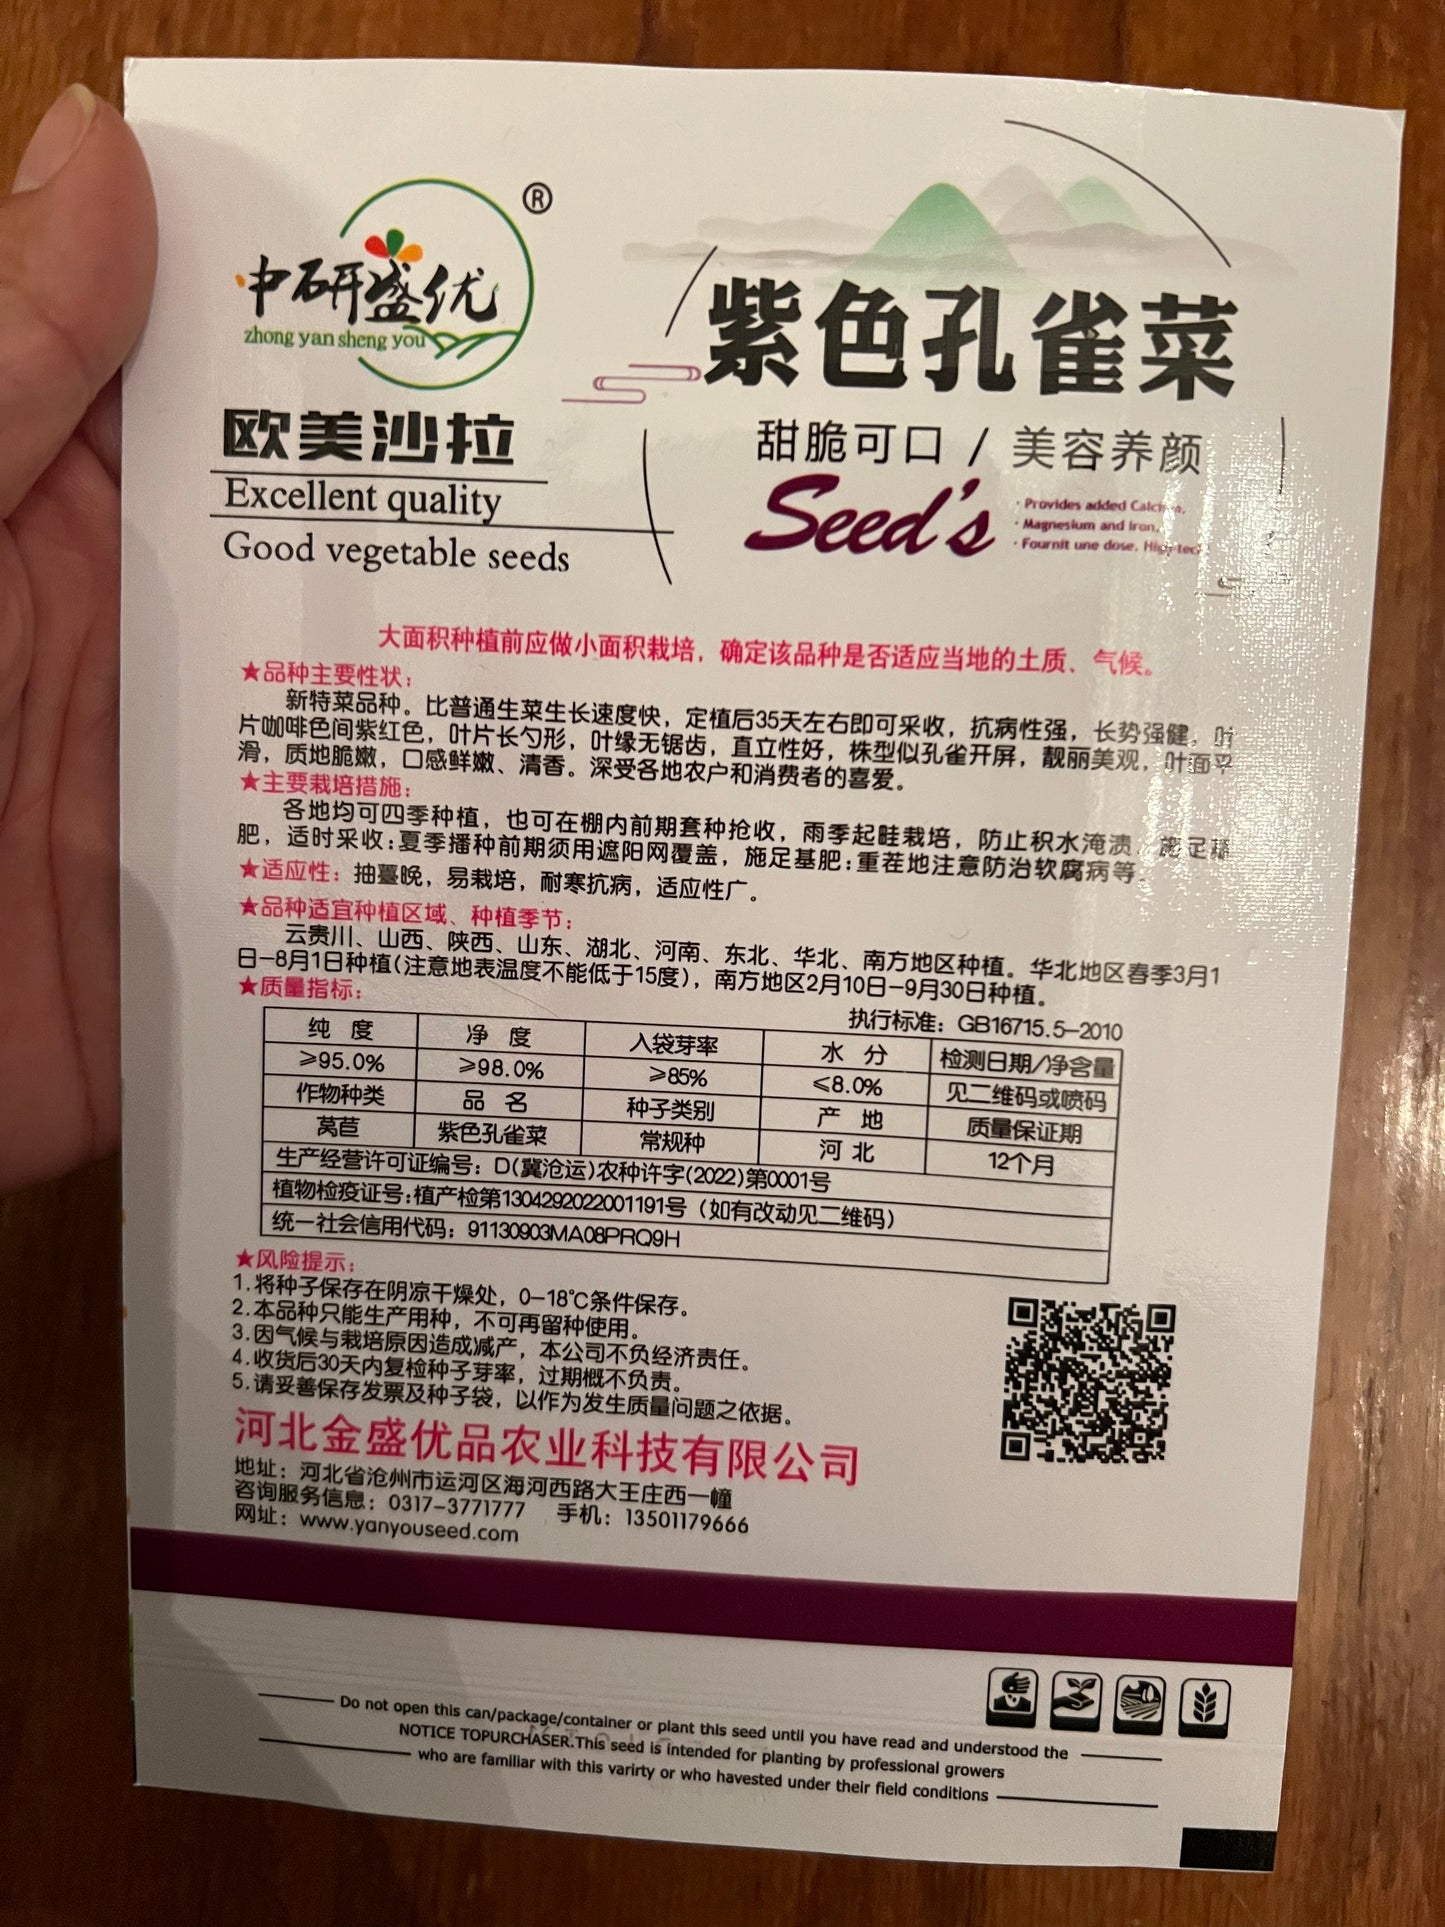 ®
中研盛优
zhong yan sheng you
欧美沙拉
Excellent quality
Good vegetable seeds
紫色孔雀菜
甜脆可口 / 美容养颜
Seed's
· Provides added
· Magnesium and Iron,
· Fournit une dose. High-tec
大面积种植前应做小面积栽培，确定该品种是否适应当地的土质、气候。
★品种主要性状：
新特菜品种。比普通生菜生长速度快，定植后35天左右即可采收，抗病性强，长势强健，叶
片咖啡色间紫红色，叶片长勺形，叶缘无锯齿，直立性好，株型似孔雀开屏，靓丽美观，叶面平
滑，质地脆嫩，口感鲜嫩、清香。深受各地农户和消费者的喜爱。
★主要栽培措施：
各地均可四季种植，也可在棚内前期套种抢收，雨季起畦栽培，防止积水淹渍，施足
肥，适时采收:夏季播种前期须用遮阳网覆盖，施足基肥:重茬地注意防治软腐病等
★适应性：抽薹晚，易栽培，耐寒抗病，适应性广。
★品种适宜种植区域、种植季节：
云贵川、山西、陕西、山东、湖北、河南、东北、华北、南方地区种植。华北地区春季3月1
日-8月1日种植(注意地表温度不能低于15度)，南方地区2月10日-9月30日种植。
★质量指标：
执行标准：GB16715.5-2010
纯 度 净 度 入袋芽率 水 分 检测日期/净含量
≥95.0% ≥98.0% ≥85% ≤8.0% 见二维码或喷码
作物种类 品 名 种子类别 产 地 质量保证期
莴苣 紫色孔雀菜 常规种 河 北 12个月
生产经营许可证编号：D(冀沧运)农种许字(2022)第0001号
植物检疫证号:植产检第1304292022001191号（如有改动见二维码）
统一社会信用代码：91130903MA08PRQ9H
★风险提示：
1.将种子保存在阴凉干燥处，0-18℃条件保存。
2.本品种只能生产用种，不可再留种使用。
3.因气候与栽培原因造成减产，本公司不负经济责任。
4.收货后30天内复检种子芽率，过期概不负责。
5.请妥善保存发票及种子袋，以作为发生质量问题之依据。
河北金盛优品农业科技有限公司
地址：河北省沧州市运河区海河西路大王庄西一幢
咨询服务信息：0317-3771777 手机：13501179666
网址：www.yanyouseed.com
Do not open this can/package/container or plant this seed until you have read and understood the
NOTICE TOPURCHASER.This seed is intended for planting by professional growers
who are familiar with this varirty or who havested under their field conditions